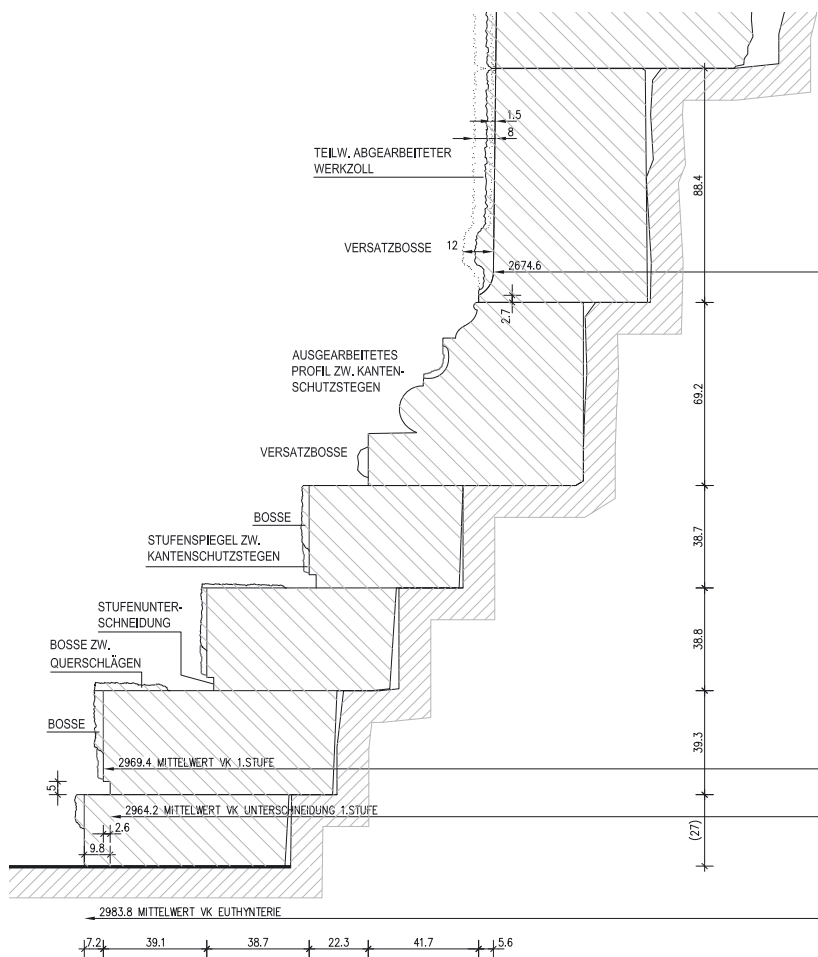 1.5
8
TEILW. ABGEARBEITETER
WERKZOLL
88.4
VERSATZBOSSE
12
2674.6
2.7
AUSGEARBEITETES
PROFIL ZW. KANTEN-
SCHUTZSTEGEN
69.2
VERSATZBOSSE
BOSSE
38.7
STUFENSPIEGEL ZW.
KANTENSCHUTZSTEGEN
STUFENUNTER-
SCHNEIDUNG
38.8
BOSSE ZW.
QUERSCHLÄGEN
BOSSE
39.3
2969.4 MITTELWERT VK 1.STUFE
5
2964.2 MITTELWERT VK UNTERSCHNEIDUNG 1.STUFE
2.6
(27)
9.8
2983.8 MITTELWERT VK EUTHYNTERIE
7.2 39.1 38.7 22.3 41.7 5.6